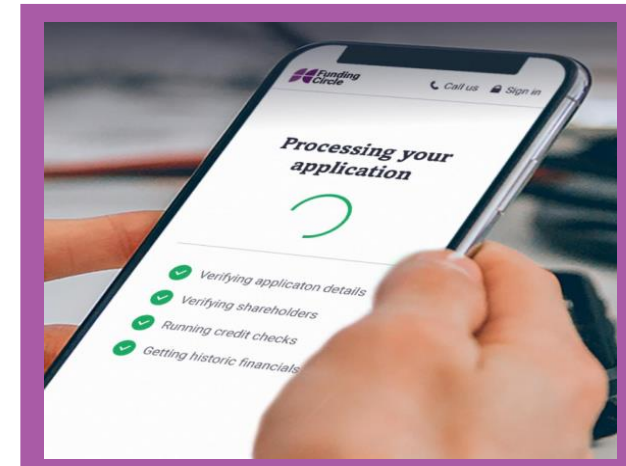 Funding
Circle
Call us
Sign in
Processing your
application
Verifying applicaton details
Verifying shareholders
Running credit checks
Getting historic financials